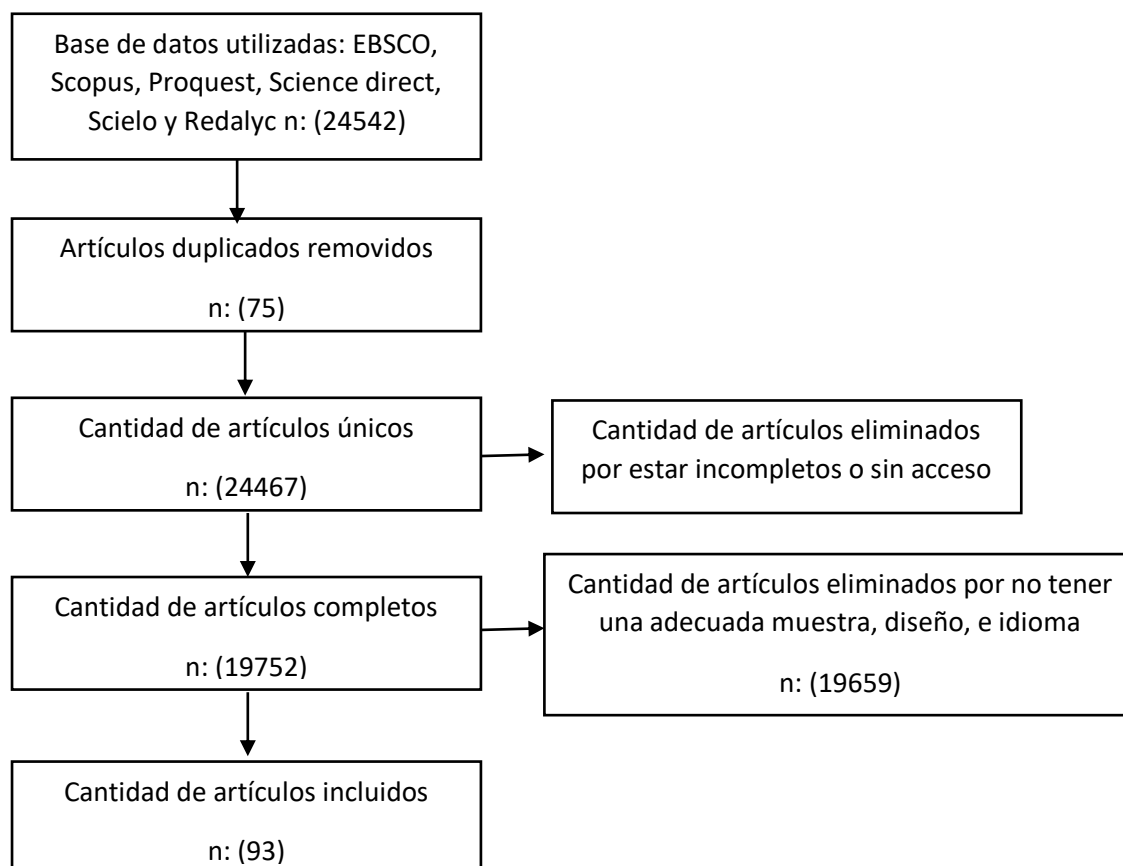 Base de datos utilizadas: EBSCO,
Scopus, Proquest, Science direct,
Scielo y Redalyc n: (24542)
Artículos duplicados removidos
n: (75)
Cantidad de artículos únicos
n: (24467)
Cantidad de artículos eliminados
por estar incompletos o sin acceso
Cantidad de artículos completos
n: (19752)
Cantidad de artículos eliminados por no tener
una adecuada muestra, diseño, e idioma
n: (19659)
Cantidad de artículos incluidos
n: (93)